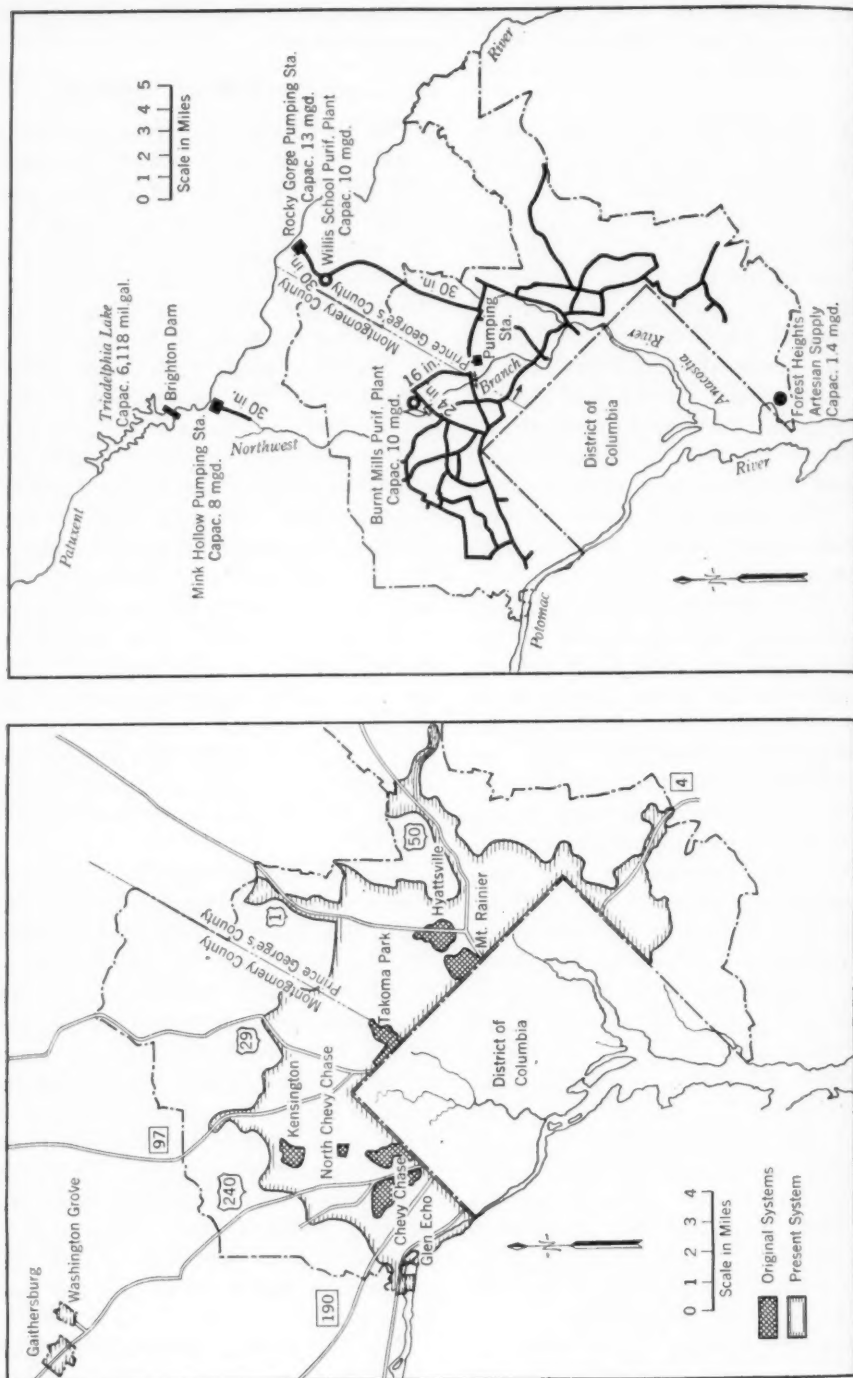 Gaithersburg
Washington Grove
240
97
29
190
Kensington
North Chevy Chase
Chevy Chase
Glen Echo
Takoma Park
Montgomery County
Prince George's County
1
50
Hyattsville
Mt. Rainier
4
District of
Columbia
0 1 2 3 4
Scale in Miles
Original Systems
Present System
Patuxent
River
Triadelphia Lake
Capac. 6,118 mil.gal.
Brighton Dam
Mink Hollow Pumping Sta.
Capac. 8 mgd.
30 in.
Northwest
Branch
Rocky Gorge Pumping Sta.
Capac. 13 mgd.
30 in.
Willis School Purif. Plant
Capac. 10 mgd.
Montgomery County
Prince George's County
30 in.
Burnt Mills Purif. Plant
Capac. 10 mgd.
16 in.
24 in.
Pumping
Sta.
0 1 2 3 4 5
Scale in Miles
District of
Columbia
Anacostia
River
Potomac
River
Forest Heights
Artesian Supply
Capac. 1.4 mgd.